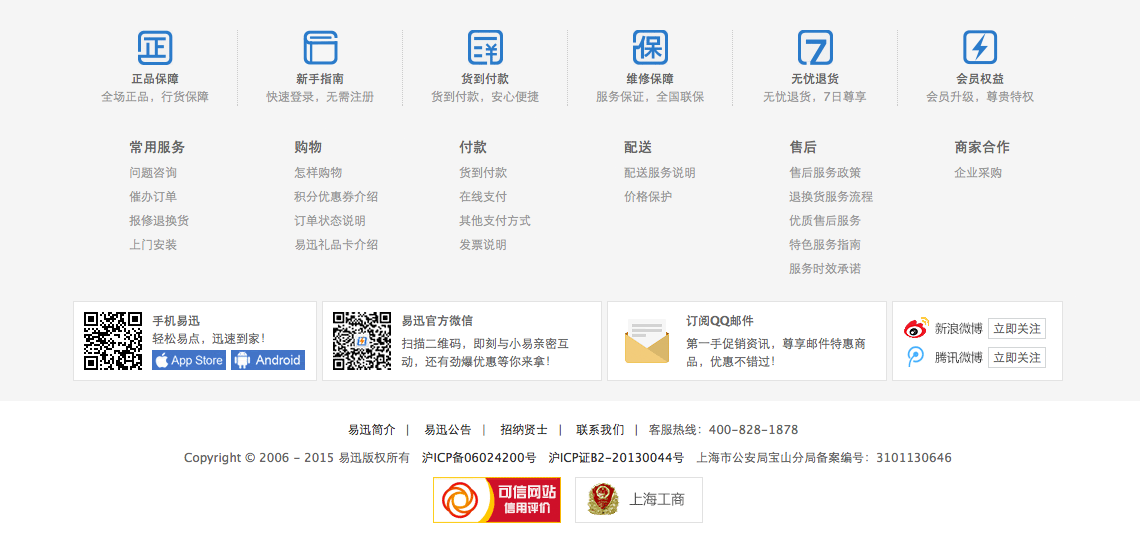 正
7
保
正品保障
新手指南
货到付款
维修保障
无忧退货
会员权益
全场正品，行货保障
快速登录，无需注册
货到付款，安心便捷
服务保证，全国联保
无忧退货，7日尊享
会员升级，尊贵特权
常用服务
问题咨询
催办订单
报修退换货
上门安装
购物
怎样购物
积分优惠券介绍
订单状态说明
易迅礼品卡介绍
付款
货到付款
在线支付
其他支付方式
发票说明
配送
配送服务说明
价格保护
售后
售后服务政策
退换货服务流程
优质售后服务
特色服务指南
服务时效承诺
商家合作
企业采购
手机易迅
轻松易点，迅速到家！
App Store
Android
易迅官方微信
扫描二维码，即刻与小易亲密互
动，还有劲爆优惠等你来拿！
订阅QQ邮件
第一手促销资讯，尊享邮件特惠商
品，优惠不错过！
新浪微博 立即关注
腾讯微博 立即关注
易迅简介 | 易迅公告 | 招纳贤士 | 联系我们 | 客服热线：400-828-1878
Copyright © 2006 - 2015 易迅版权所有 沪ICP备06024200号 沪ICP证B2-20130044号 上海市公安局宝山分局备案编号：3101130646
可信网站
信用评价
上海工商